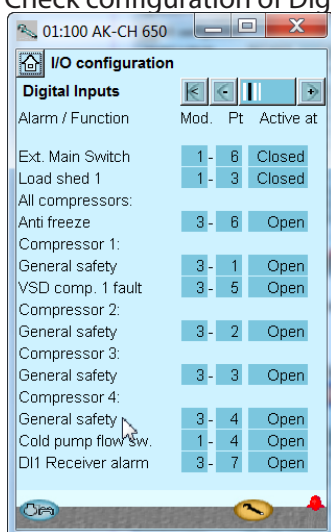 Check configuration of Dig
01:100 AK-CH 650
I/O configuration
Digital Inputs
Alarm / Function Mod. Pt Active at
Ext. Main Switch 1 - 6 Closed
Load shed 1 1 - 3 Closed
All compressors:
Anti freeze 3 - 6 Open
Compressor 1:
General safety 3 - 1 Open
VSD comp. 1 fault 3 - 5 Open
Compressor 2:
General safety 3 - 2 Open
Compressor 3:
General safety 3 - 3 Open
Compressor 4:
General safety 3 - 4 Open
Cold pump flow sw. 1 - 4 Open
DI1 Receiver alarm 3 - 7 Open